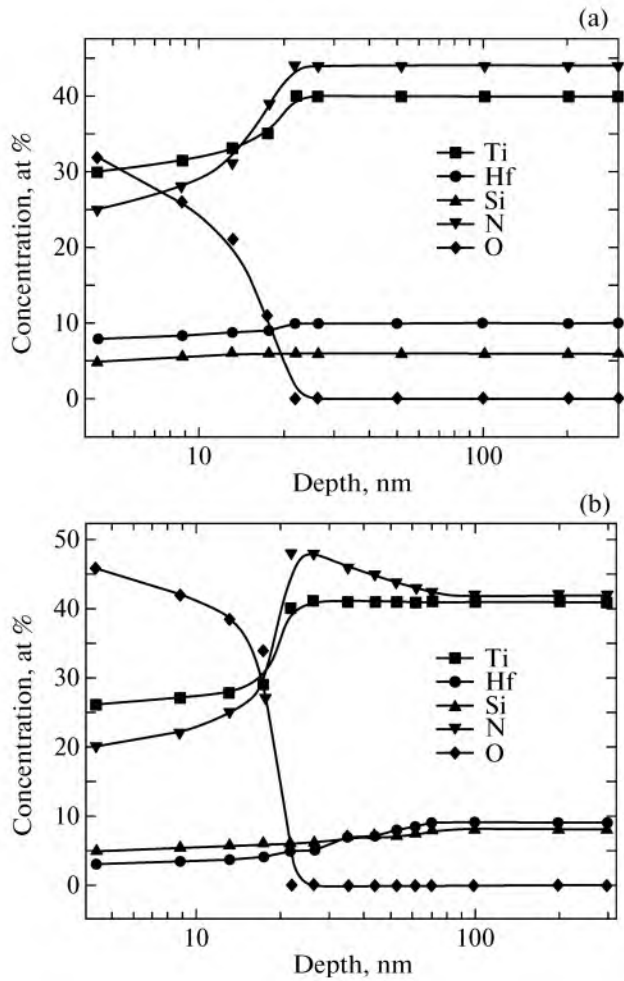 (a)
40
30
20
10
0
Concentration, at %
Ti
Hf
Si
N
O
10
100
Depth, nm
(b)
50
40
30
20
10
0
Concentration, at %
Ti
Hf
Si
N
O
10
100
Depth, nm